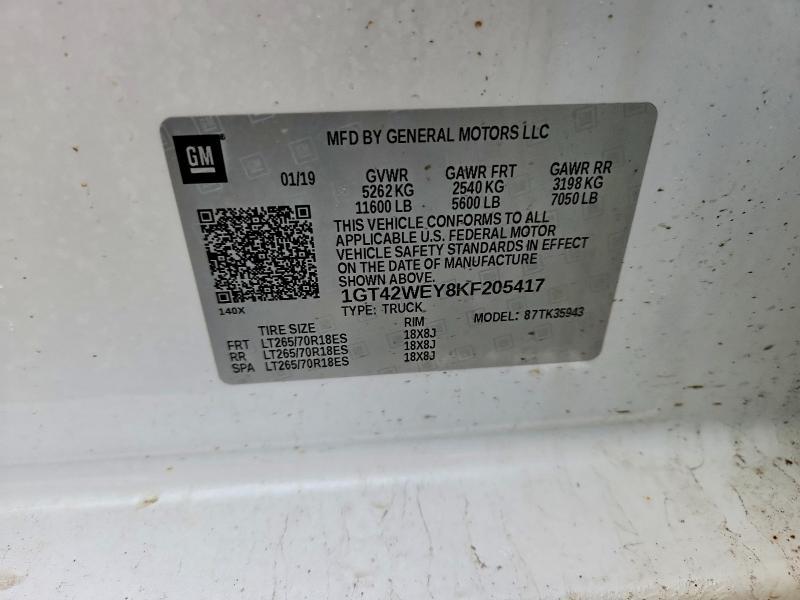 GM
MFD BY GENERAL MOTORS LLC
01/19 GVWR GAWR FRT GAWR RR
5262 KG 2540 KG 3198 KG
11600 LB 5600 LB 7050 LB
THIS VEHICLE CONFORMS TO ALL
APPLICABLE U.S. FEDERAL MOTOR
VEHICLE SAFETY STANDARDS IN EFFECT
ON THE DATE OF MANUFACTURE
SHOWN ABOVE.
1GT42WEY8KF205417
140X
TYPE: TRUCK MODEL: 87TK35943
TIRE SIZE RIM
FRT LT265/70R18ES 18X8J
RR LT265/70R18ES 18X8J
SPA LT265/70R18ES 18X8J